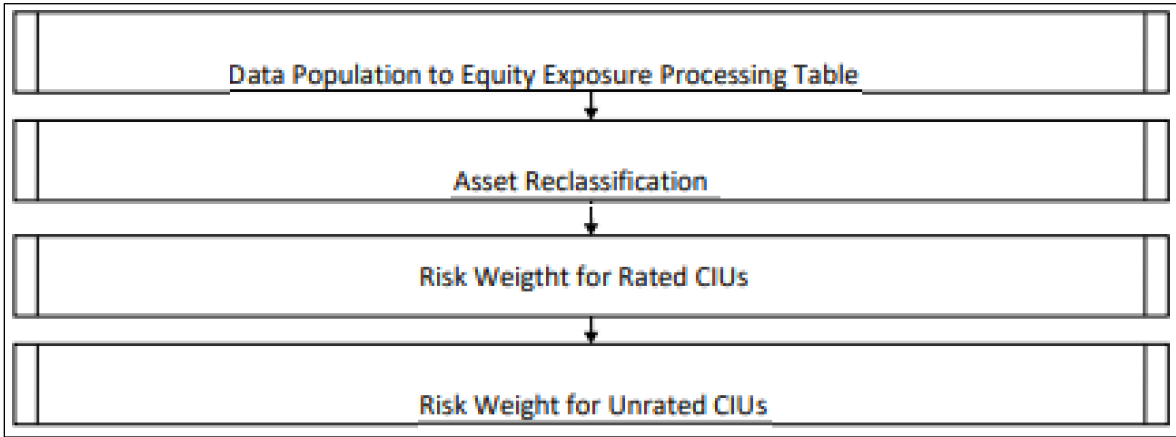 Data Population to Equity Exposure Processing Table
Asset Reclassification
Risk Weigtht for Rated CIUs
Risk Weight for Unrated CIUs